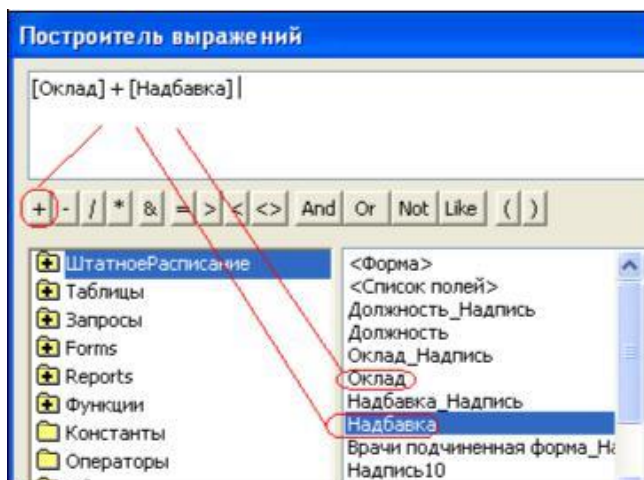 Построитель выражений
[Оклад] + [Надбавка]
+ - / * & = > < <> And Or Not Like ( )
ШтатноеРасписание
Таблицы
Запросы
Forms
Reports
Функции
Константы
Операторы
<Форма>
<Список полей>
Должность_Надпись
Должность
Оклад_Надпись
Оклад
Надбавка_Надпись
Надбавка
Врачи подчиненная форма_На
Надпись10